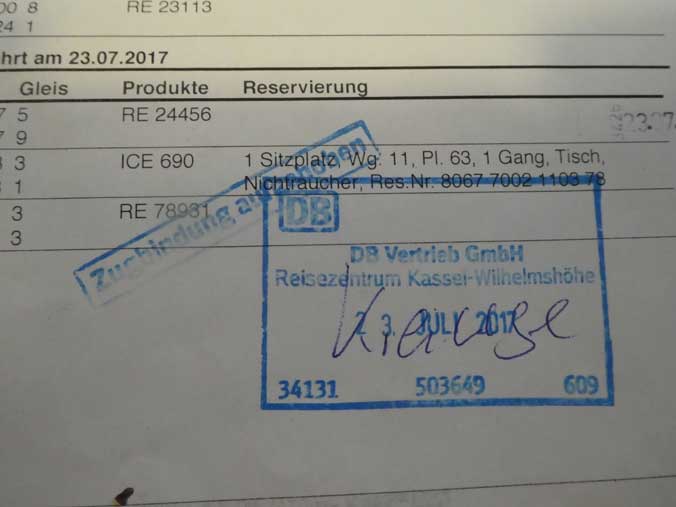 00 8 RE 23113
24 1
hrt am 23.07.2017
Gleis Produkte Reservierung
7 5 RE 24456
7 9
3 3 ICE 690 1 Sitzplatz, Wg. 11, Pl. 63, 1 Gang, Tisch,
3 1 Nichtraucher, Res.Nr. 8067 7002 1103 78
3 RE 78931
3
Zugbindung aufgehoben
23.07
DB
DB Vertrieb GmbH
Reisezentrum Kassel-Wilhelmshöhe
2 3. JULI 2017
34131 503649 609